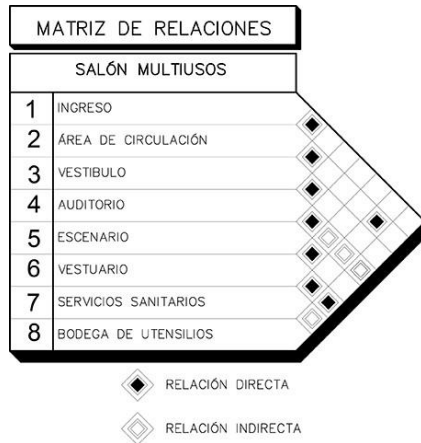 MATRIZ DE RELACIONES
SALÓN MULTIUSOS
1 INGRESO
2 ÁREA DE CIRCULACIÓN
3 VESTIBULO
4 AUDITORIO
5 ESCENARIO
6 VESTUARIO
7 SERVICIOS SANITARIOS
8 BODEGA DE UTENSILIOS
RELACIÓN DIRECTA
RELACIÓN INDIRECTA